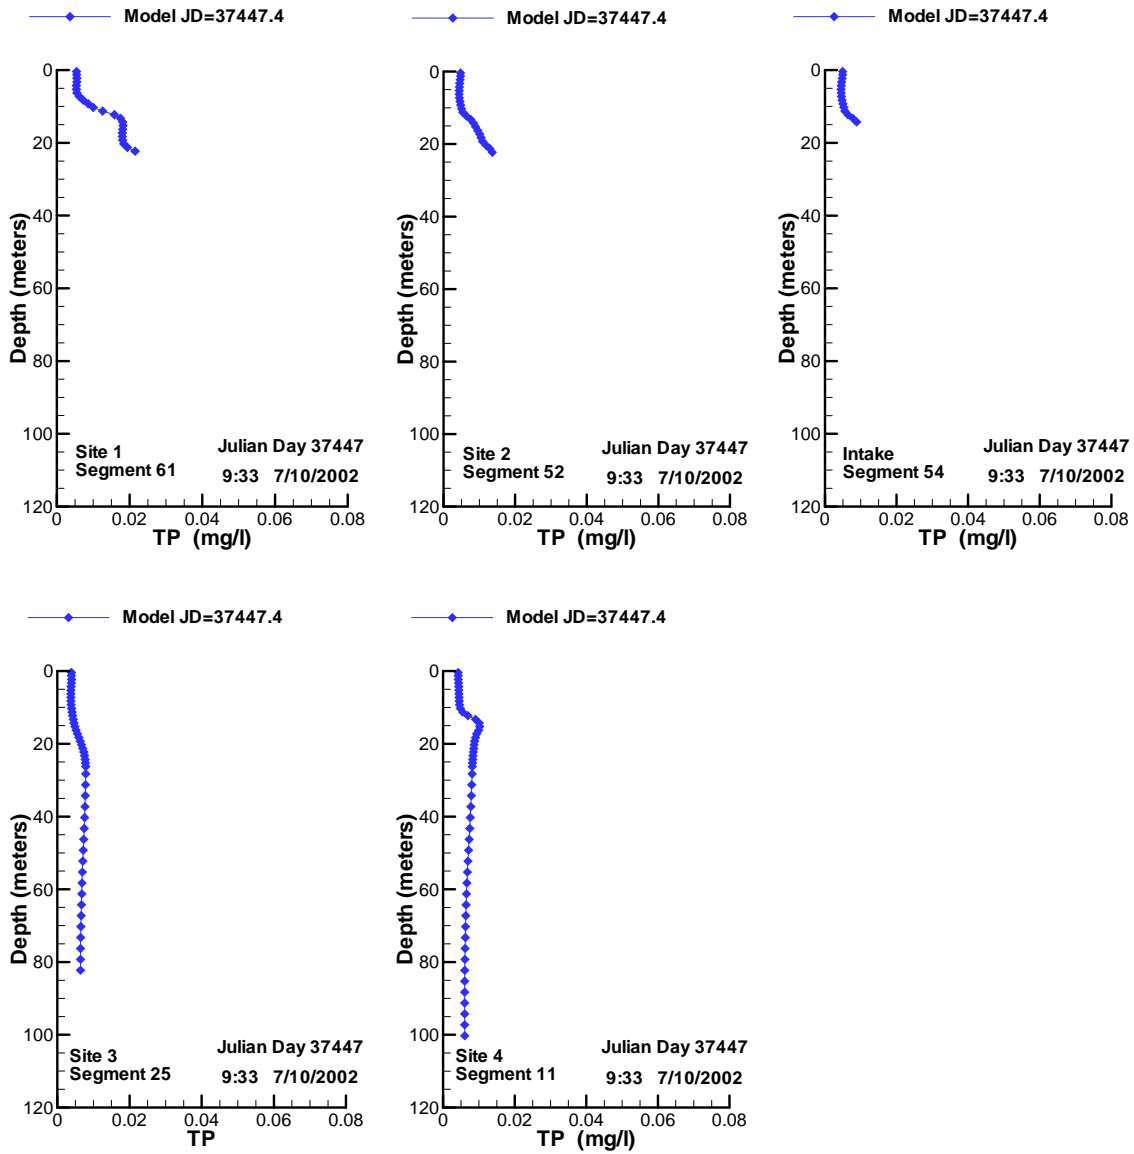 Model JD=37447.4
0
20
40
60
80
100
120
Depth (meters)
Site 1
Segment 61
Julian Day 37447
9:33 7/10/2002
0 0.02 0.04 0.06 0.08
TP (mg/l)
Model JD=37447.4
0
20
40
60
80
100
120
Depth (meters)
Site 2
Segment 52
Julian Day 37447
9:33 7/10/2002
0 0.02 0.04 0.06 0.08
TP (mg/l)
Model JD=37447.4
0
20
40
60
80
100
120
Depth (meters)
Intake
Segment 54
Julian Day 37447
9:33 7/10/2002
0 0.02 0.04 0.06 0.08
TP (mg/l)
Model JD=37447.4
0
20
40
60
80
100
120
Depth (meters)
Site 3
Segment 25
Julian Day 37447
9:33 7/10/2002
0 0.02 0.04 0.06 0.08
TP
Model JD=37447.4
0
20
40
60
80
100
120
Depth (meters)
Site 4
Segment 11
Julian Day 37447
9:33 7/10/2002
0 0.02 0.04 0.06 0.08
TP (mg/l)